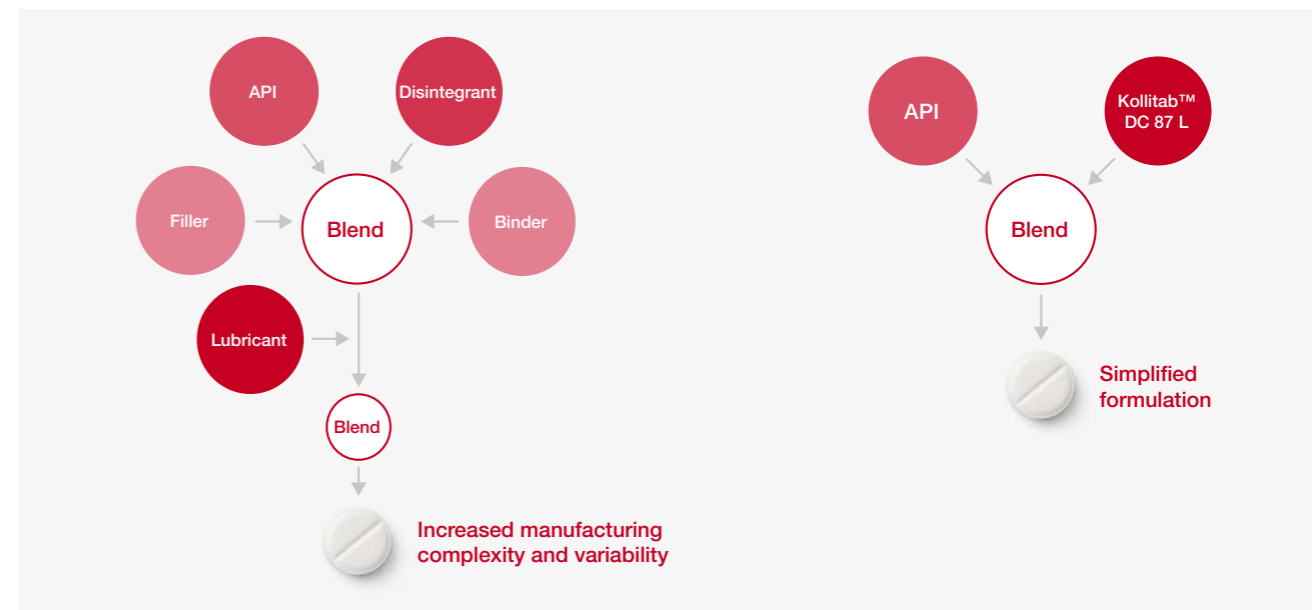 API
Disintegrant
Filler
Blend
Binder
Lubricant
Blend
Increased manufacturing
complexity and variability
API
Kollitab™
DC 87 L
Blend
Simplified
formulation